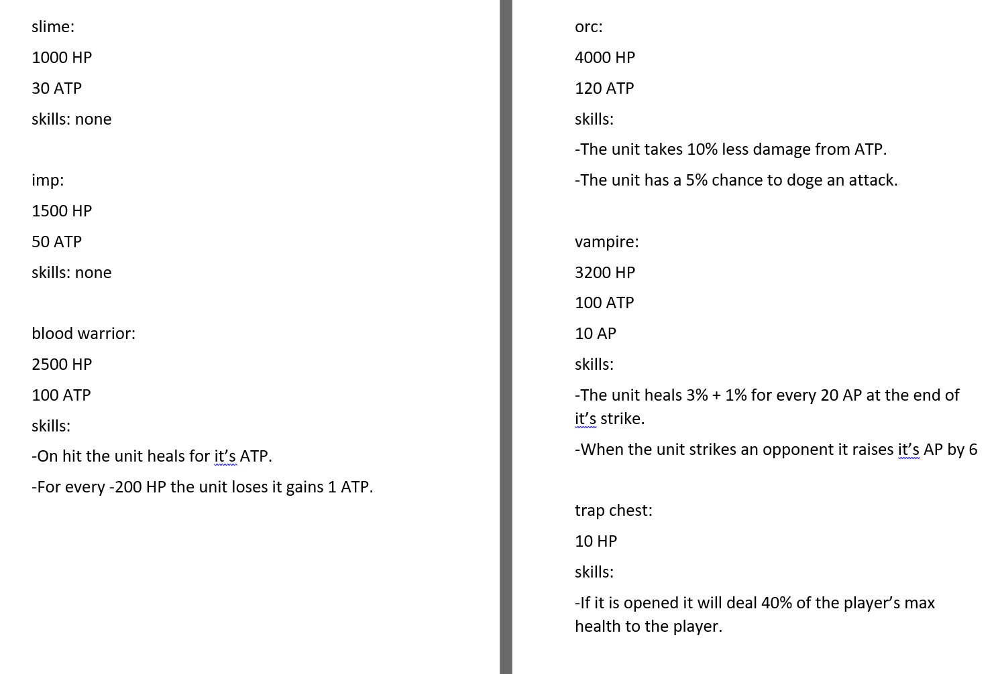 slime:
1000 HP
30 ATP
skills: none
imp:
1500 HP
50 ATP
skills: none
blood warrior:
2500 HP
100 ATP
skills:
-On hit the unit heals for it’s ATP.
-For every -200 HP the unit loses it gains 1 ATP.
orc:
4000 HP
120 ATP
skills:
-The unit takes 10% less damage from ATP.
-The unit has a 5% chance to doge an attack.
vampire:
3200 HP
100 ATP
10 AP
skills:
-The unit heals 3% + 1% for every 20 AP at the end of
it’s strike.
-When the unit strikes an opponent it raises it’s AP by 6
trap chest:
10 HP
skills:
-If it is opened it will deal 40% of the player’s max
health to the player.